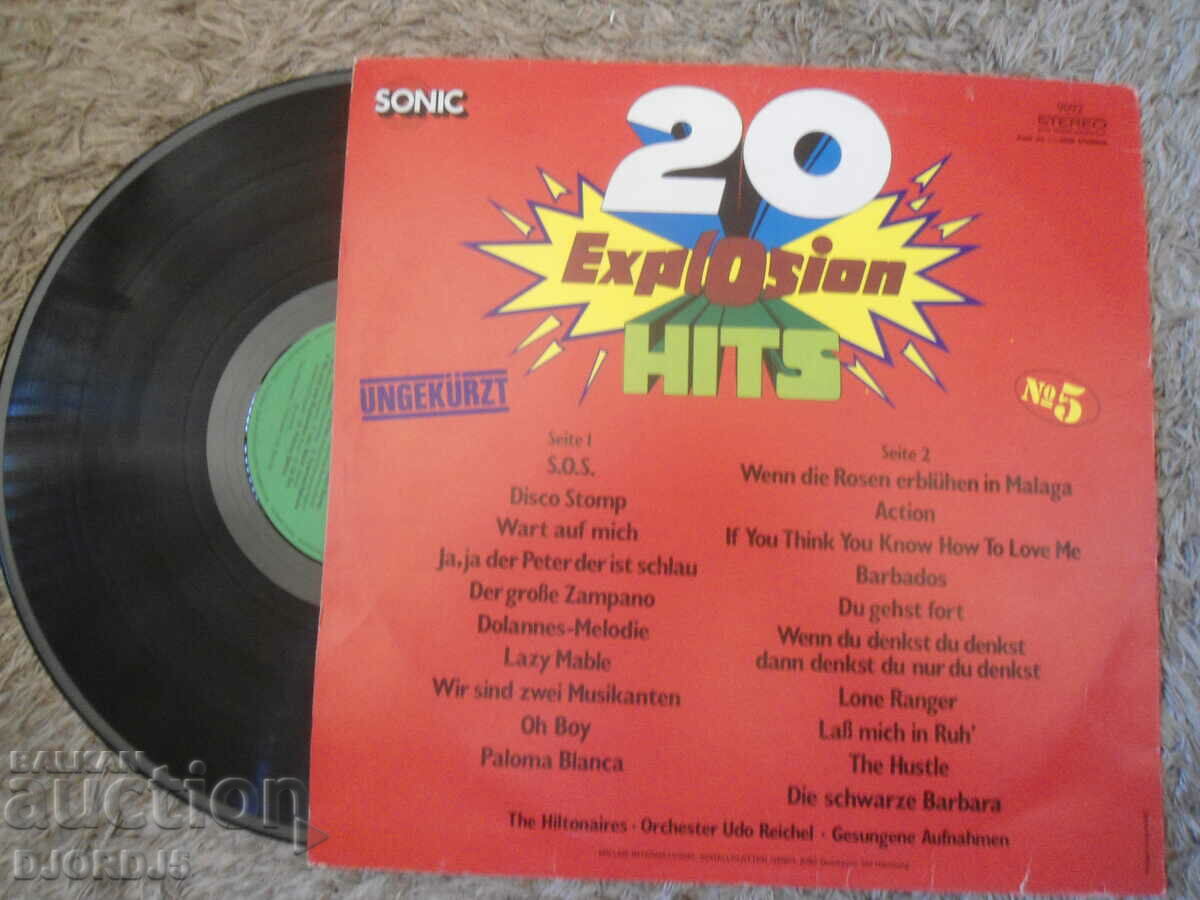 SONIC
20
Explosion
HITS
STEREO
UNGEKÜRZT
Nº5
Seite 1
S.O.S.
Disco Stomp
Wart auf mich
Ja, ja der Peter der ist schlau
Der große Zampano
Dolannes-Melodie
Lazy Mable
Wir sind zwei Musikanten
Oh Boy
Paloma Blanca
Seite 2
Wenn die Rosen erblühen in Malaga
Action
If You Think You Know How To Love Me
Barbados
Du gehst fort
Wenn du denkst du denkst
dann denkst du nur du denkst
Lone Ranger
Laß mich in Ruh'
The Hustle
Die schwarze Barbara
The Hiltonaires · Orchester Udo Reichel · Gesungene Aufnahmen
BALKAN
auction
DJORDJ5